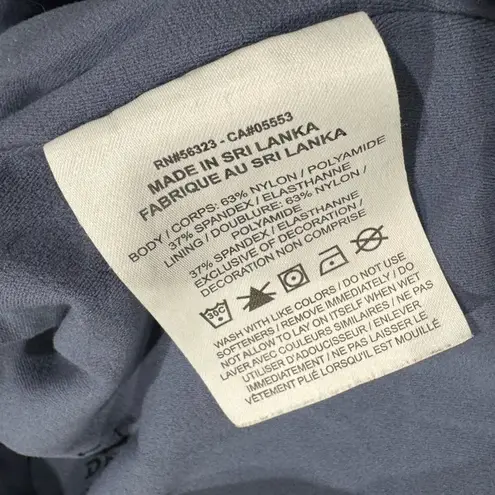 RN#56323 - CA#05553
MADE IN SRI LANKA
FABRIQUE AU SRI LANKA
BODY / CORPS: 63% NYLON / POLYAMIDE
37% SPANDEX / ELASTHANNE
LINING / DOUBLURE: 63% NYLON /
POLYAMIDE
37% SPANDEX / ELASTHANNE
EXCLUSIVE OF DECORATION /
DECORATION NON COMPRISE
30C
WASH WITH LIKE COLORS / DO NOT USE
SOFTENERS / REMOVE IMMEDIATELY / DO
NOT ALLOW TO LAY ON ITSELF WHEN WET
LAVER AVEC COULEURS SIMILAIRES / NE PAS
UTILISER D'ADOUCISSEUR / ENLEVER
IMMEDIATEMENT / NE PAS LAISSER LE
VÊTEMENT PLIÉ LORSQU'IL EST MOUILLÉ